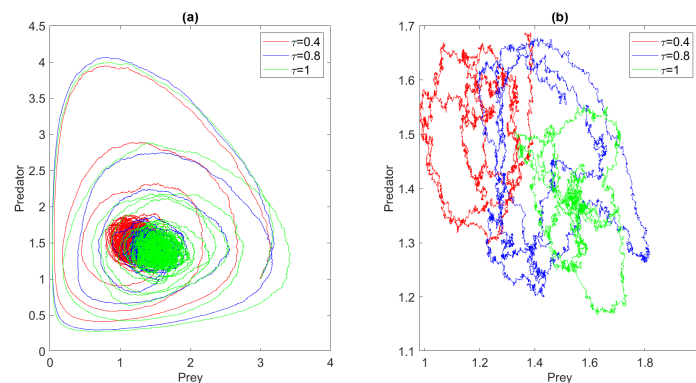 (a)
τ=0.4
τ=0.8
τ=1
4.5
4
3.5
3
2.5
2
1.5
1
0.5
0
Predator
0 1 2 3 4
Prey
(b)
τ=0.4
τ=0.8
τ=1
1.7
1.6
1.5
1.4
1.3
1.2
1.1
Predator
1 1.2 1.4 1.6 1.8
Prey